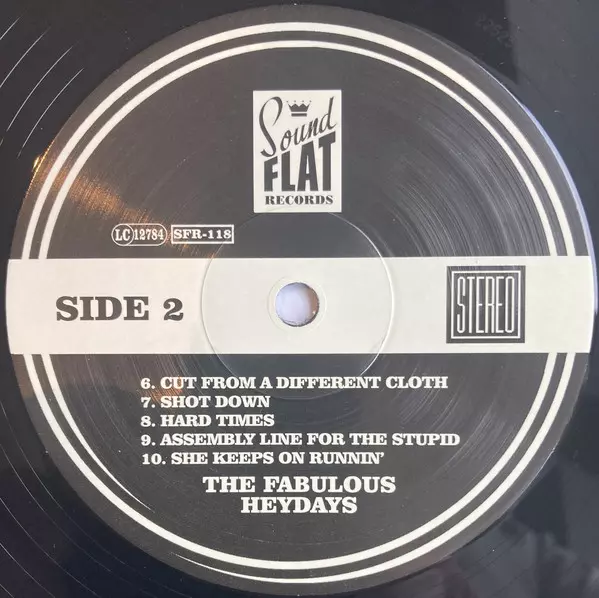 Sound
FLAT
RECORDS
LC 12784 SFR-118
SIDE 2
STEREO
6. CUT FROM A DIFFERENT CLOTH
7. SHOT DOWN
8. HARD TIMES
9. ASSEMBLY LINE FOR THE STUPID
10. SHE KEEPS ON RUNNIN'
THE FABULOUS
HEYDAYS